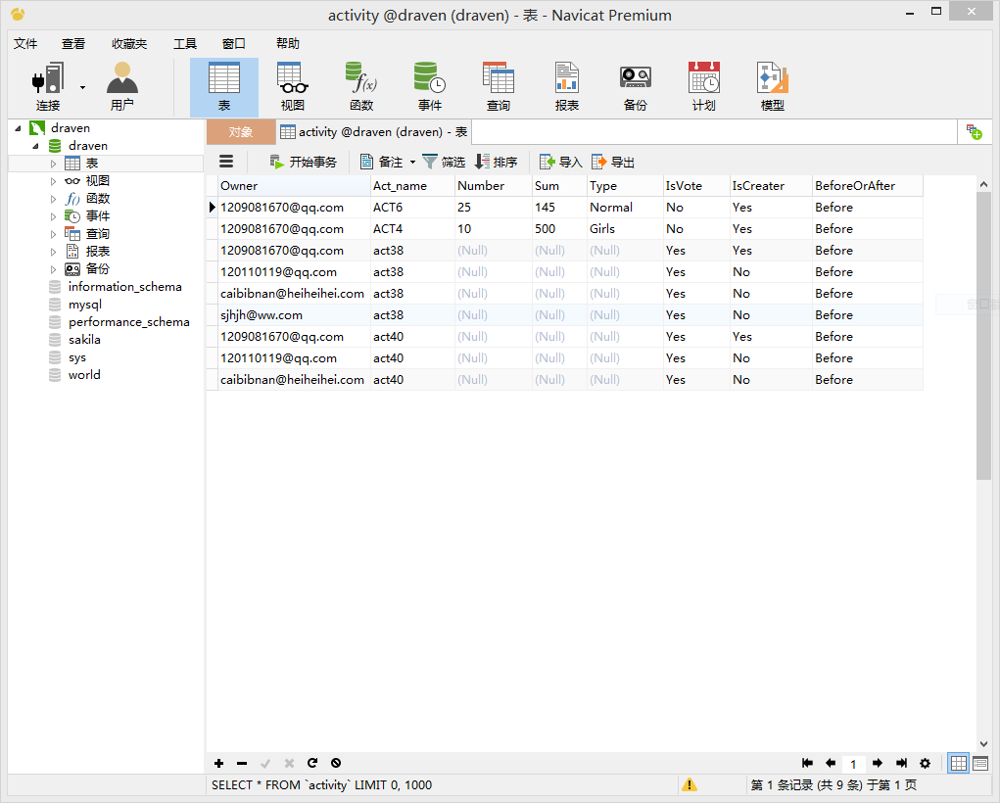 activity @draven (draven) - 表 - Navicat Premium
文件 查看 收藏夹 工具 窗口 帮助
连接 用户 表 视图 函数 事件 查询 报表 备份 计划 模型
draven
draven
表
视图
函数
事件
查询
报表
备份
information_schema
mysql
performance_schema
sakila
sys
world
对象 activity @draven (draven) - 表
开始事务 备注 筛选 排序 导入 导出
Owner Act_name Number Sum Type IsVote IsCreater BeforeOrAfter
1209081670@qq.com ACT6 25 145 Normal No Yes Before
1209081670@qq.com ACT4 10 500 Girls No Yes Before
1209081670@qq.com act38 (Null) (Null) (Null) Yes Yes Before
120110119@qq.com act38 (Null) (Null) (Null) Yes No Before
caibibnan@heiheihei.com act38 (Null) (Null) (Null) Yes No Before
sjhjh@ww.com act38 (Null) (Null) (Null) Yes No Before
1209081670@qq.com act40 (Null) (Null) (Null) Yes Yes Before
120110119@qq.com act40 (Null) (Null) (Null) Yes No Before
caibibnan@heiheihei.com act40 (Null) (Null) (Null) Yes No Before
1
SELECT * FROM `activity` LIMIT 0, 1000
第 1 条记录 (共 9 条) 于第 1 页